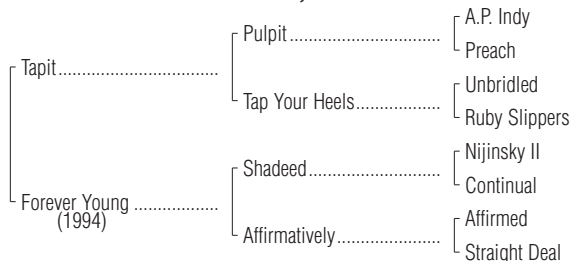 A.P. Indy
Pulpit
Preach
Tapit
Unbridled
Tap Your Heels
Ruby Slippers
Nijinsky II
Shadeed
Continual
Forever Young
(1994)
Affirmed
Affirmatively
Straight Deal